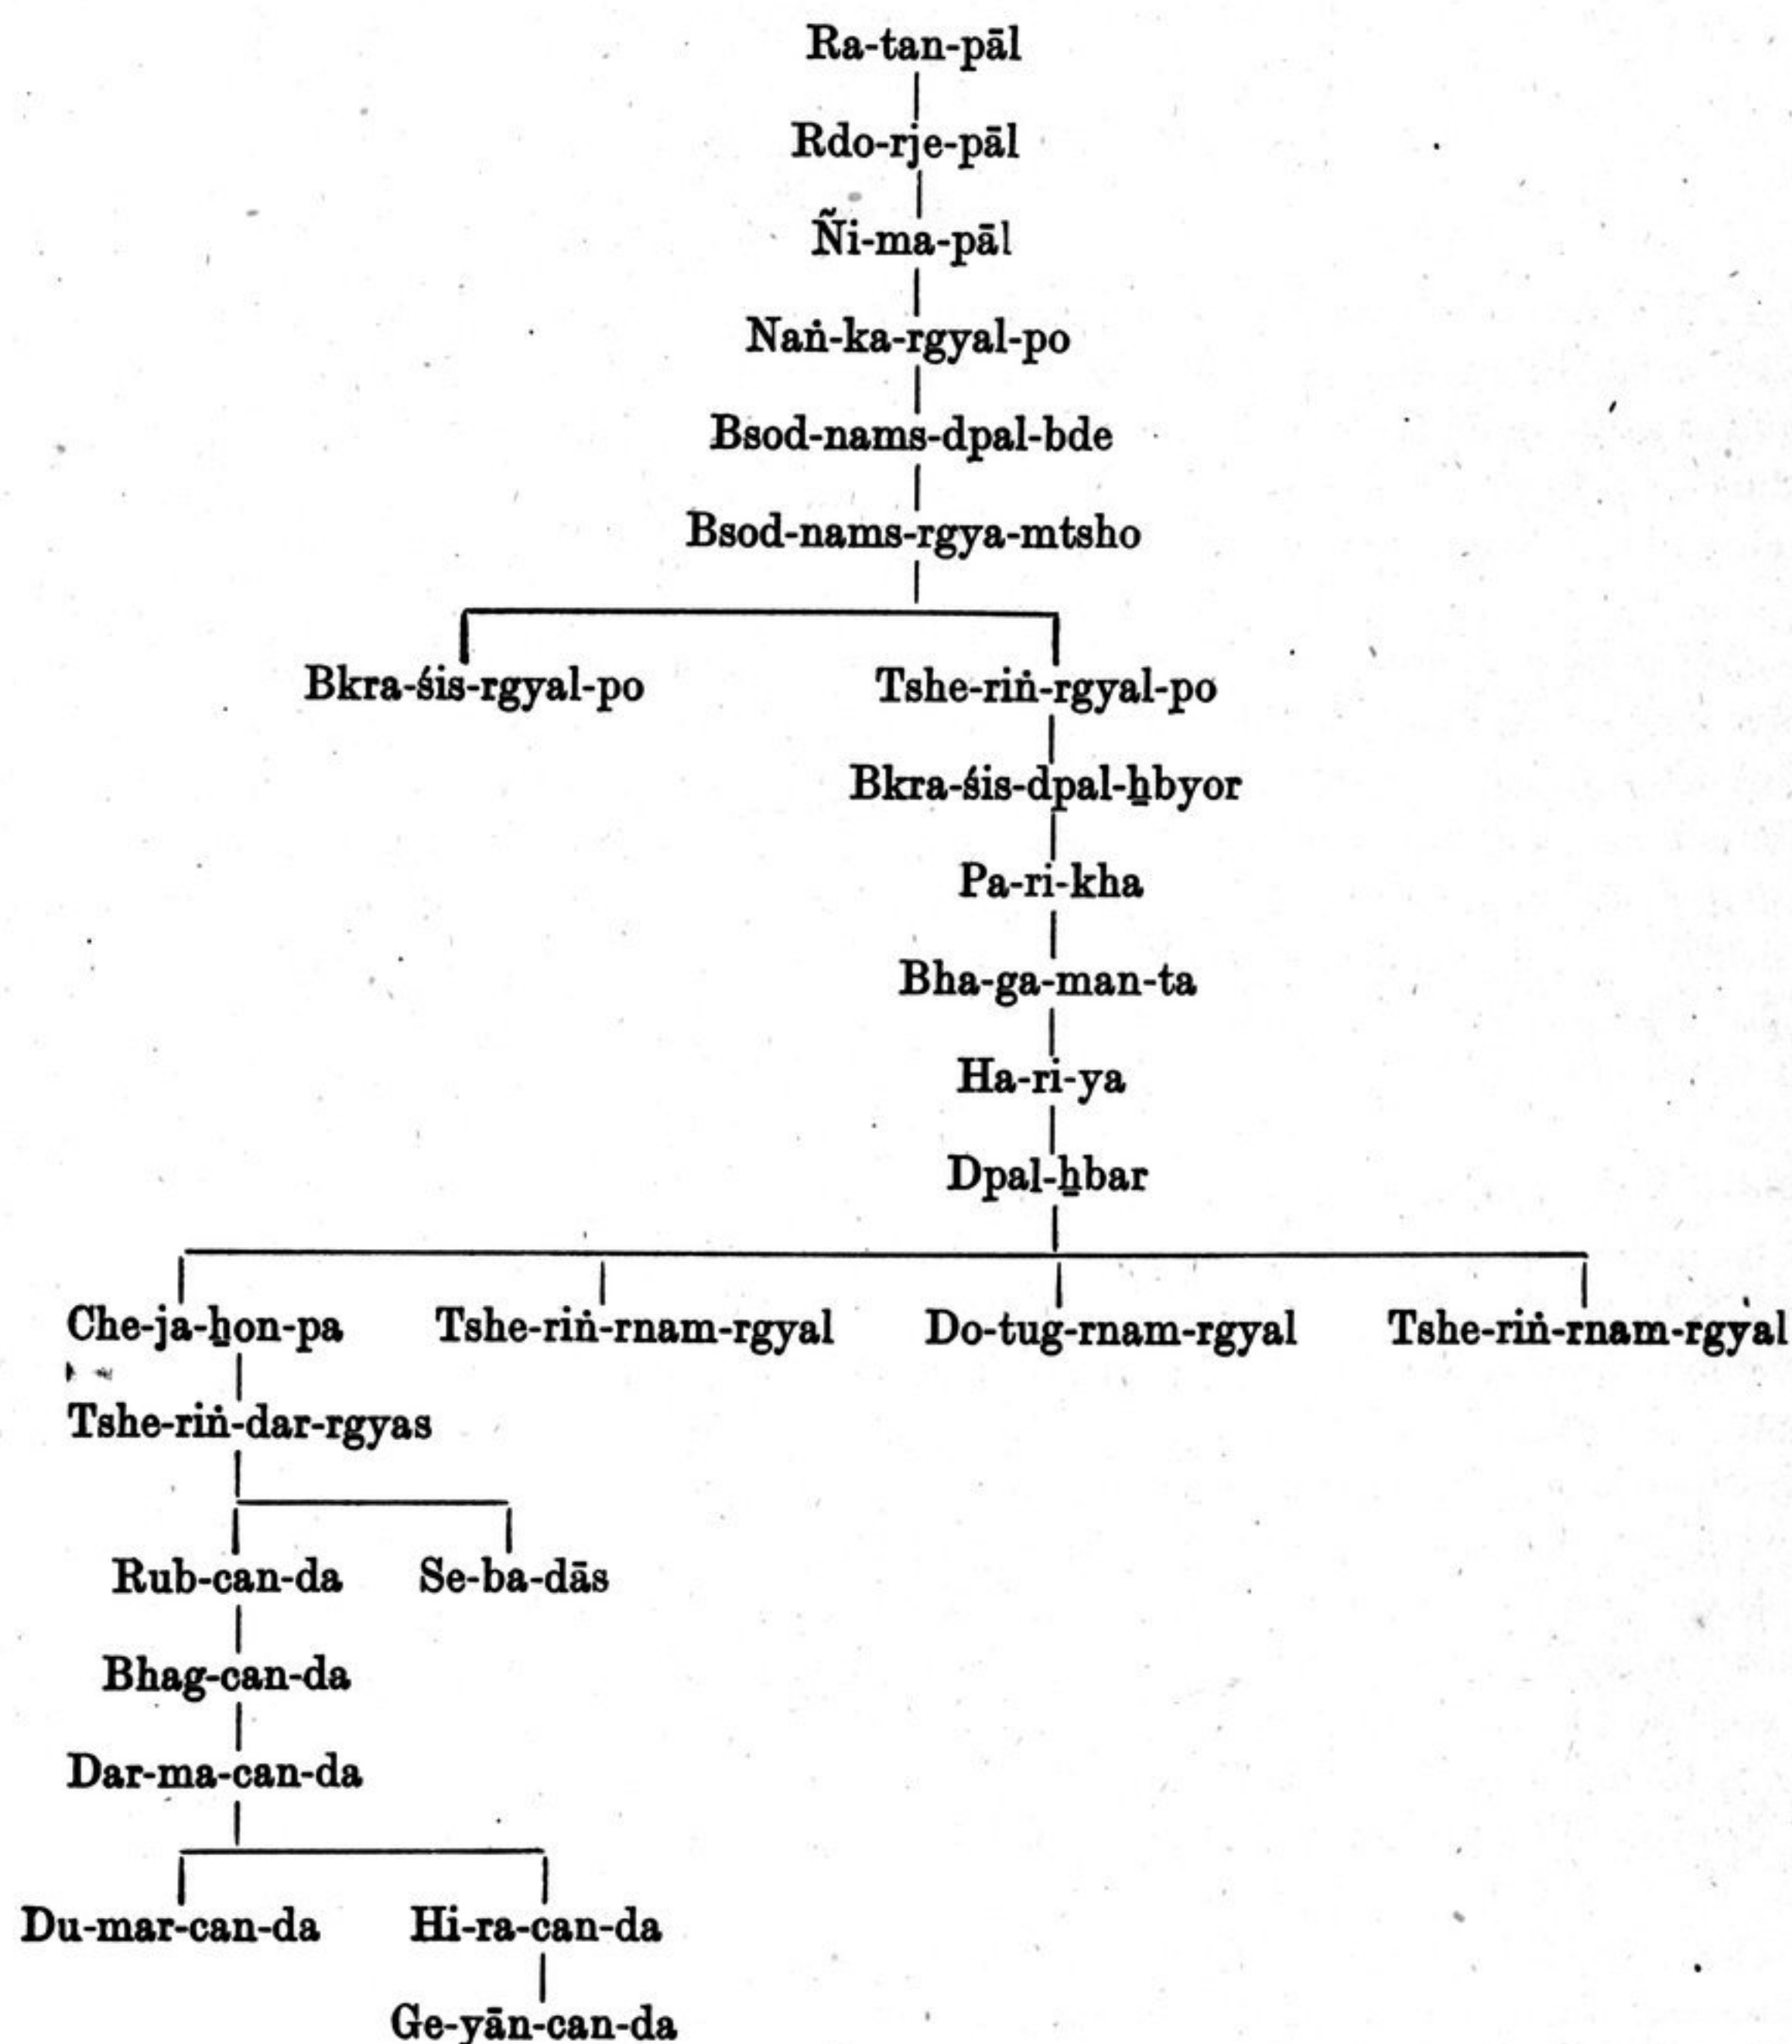 Ra-tan-pāl
Rdo-rje-pāl
Ñi-ma-pāl
Naṅ-ka-rgyal-po
Bsod-nams-dpal-bde
Bsod-nams-rgya-mtsho
Bkra-śis-rgyal-po Tshe-riṅ-rgyal-po
Bkra-śis-dpal-ẖbyor
Pa-ri-kha
Bha-ga-man-ta
Ha-ri-ya
Dpal-ẖbar
Che-ja-ẖon-pa Tshe-riṅ-rnam-rgyal Do-tug-rnam-rgyal Tshe-riṅ-rnam-rgyal
Tshe-riṅ-dar-rgyas
Rub-can-da Se-ba-dās
Bhag-can-da
Dar-ma-can-da
Du-mar-can-da Hi-ra-can-da
Ge-yān-can-da